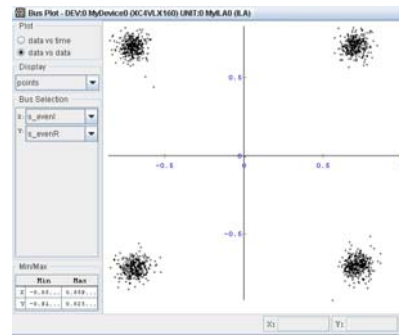 Bus Plot - DEV:0 MyDevice0 (XC4VLX160) UNIT:0 MyILA0 (ILA)
Plot
data vs time
data vs data
Display
points
Bus Selection
X: s_evenI
Y: s_evenR
Min/Max
Min Max
X
Y
0.5
-0.5 0 0.5
-0.5
X: Y: